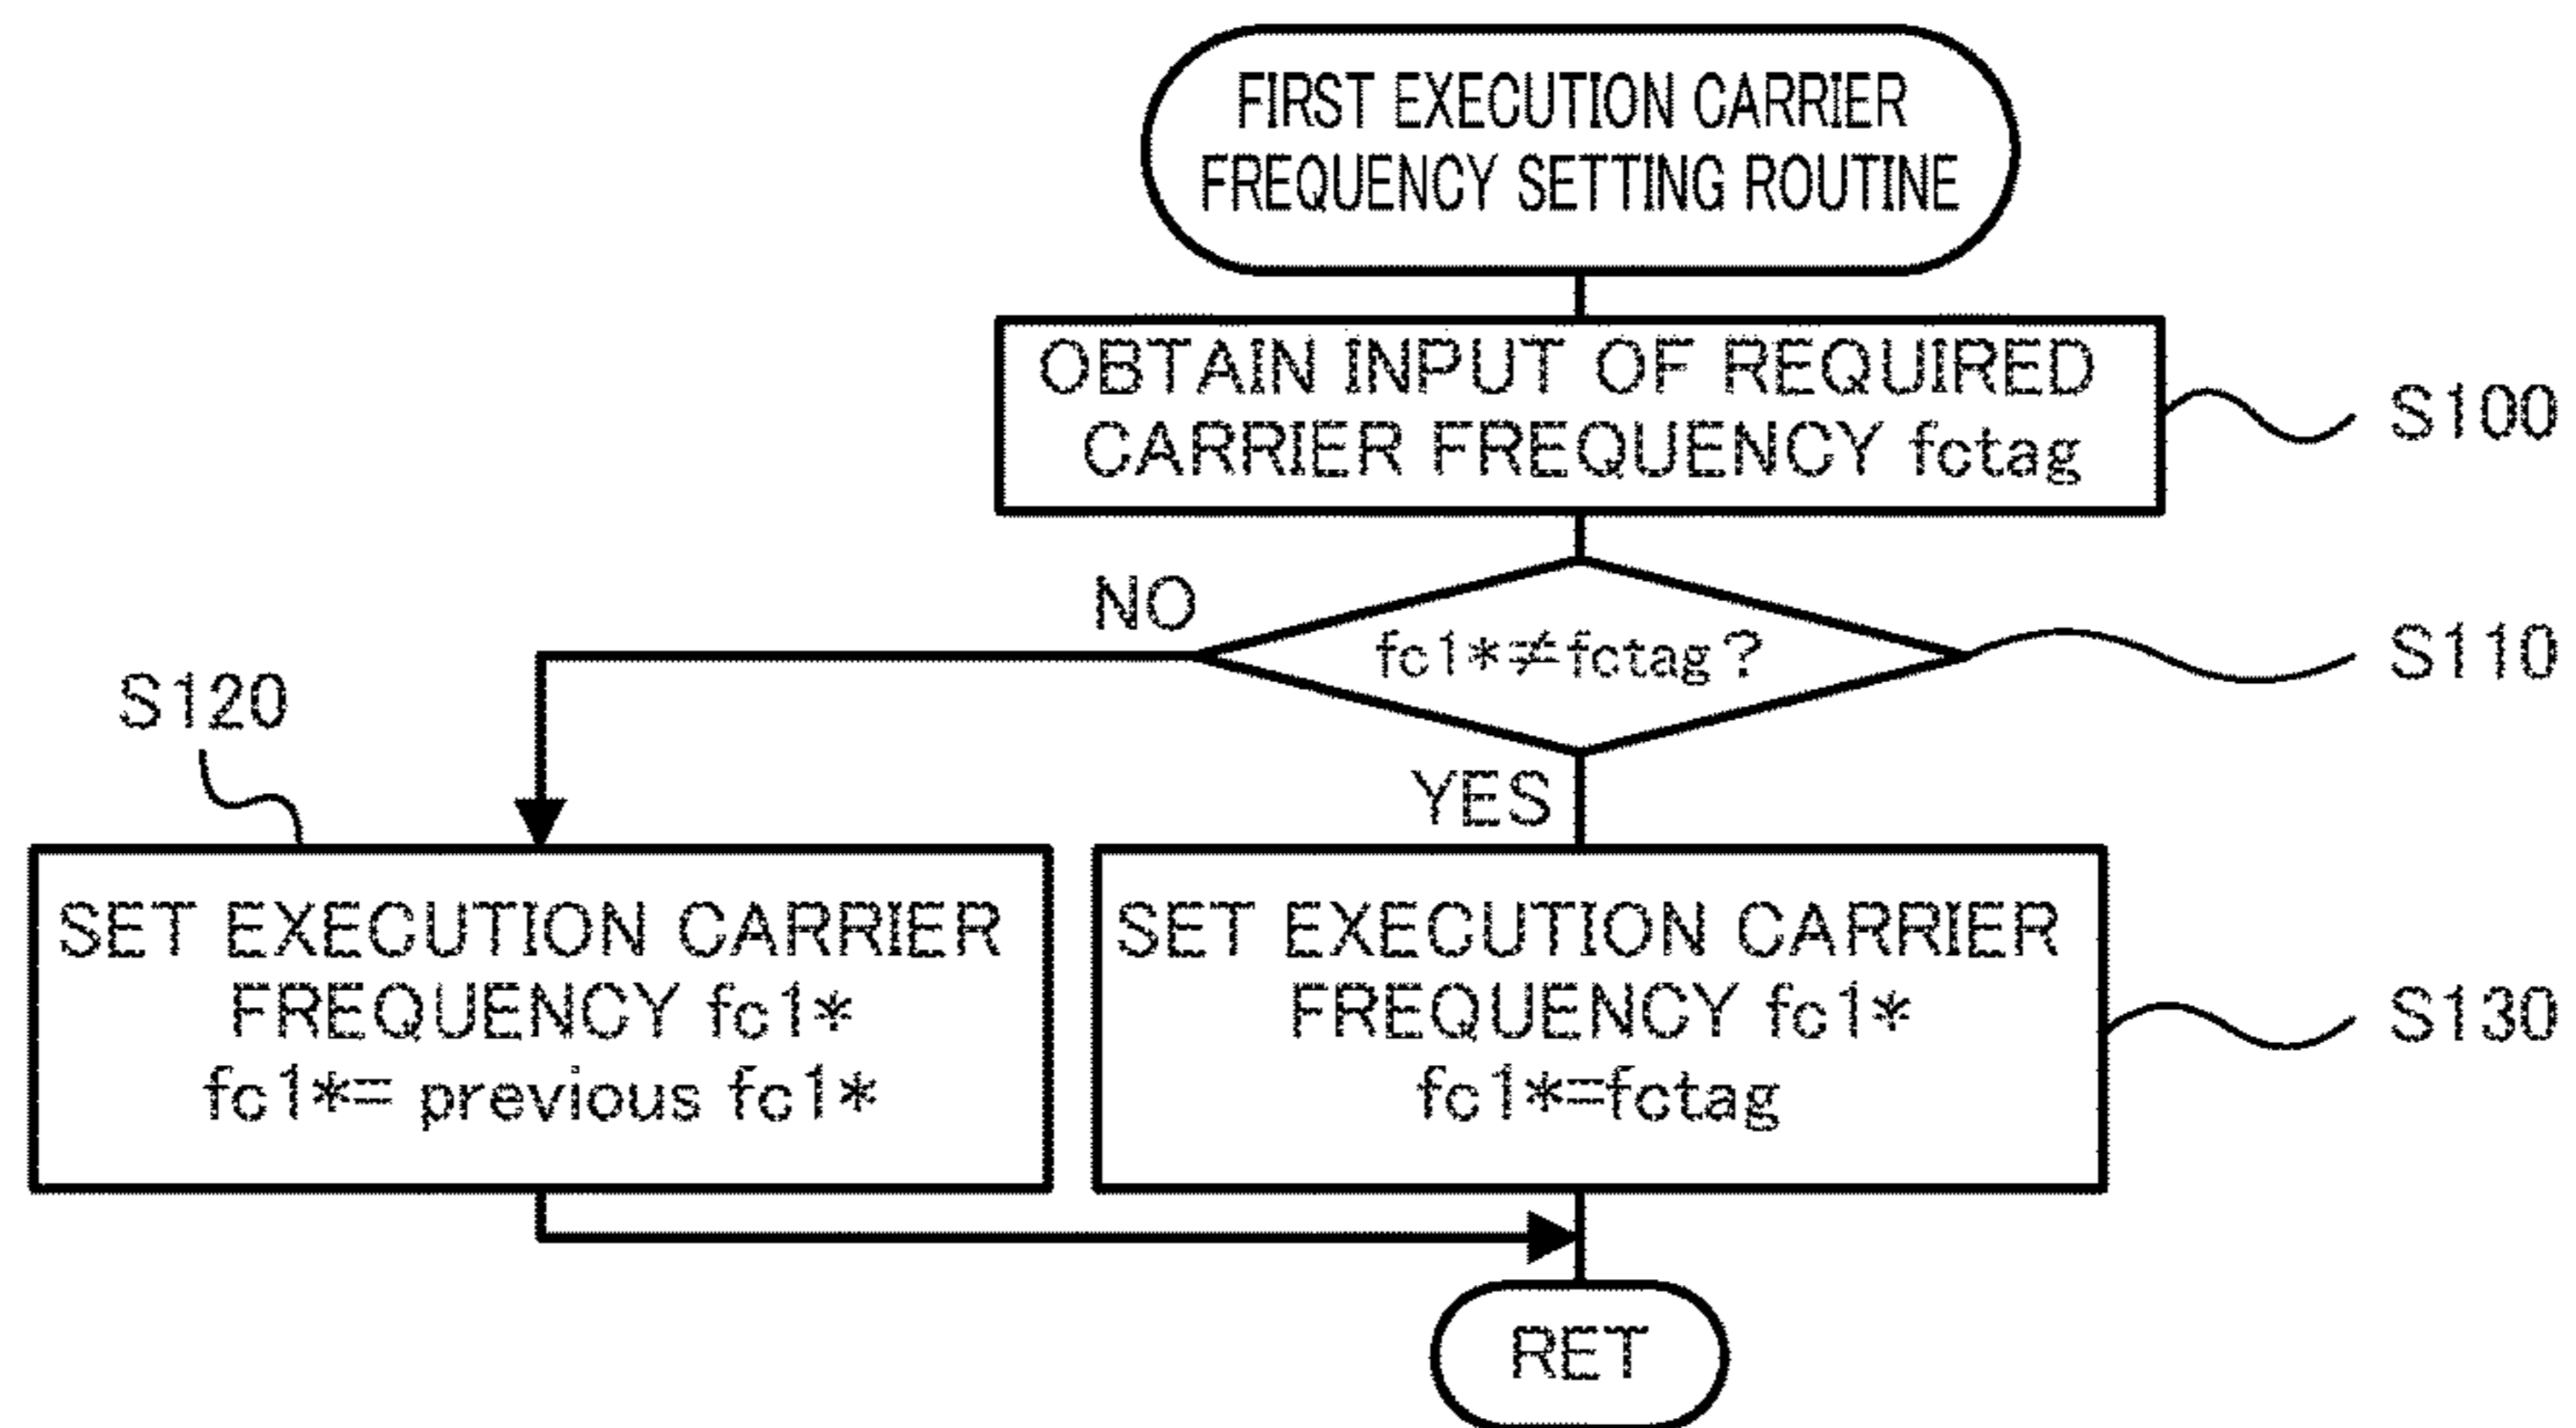 FIRST EXECUTION CARRIER
FREQUENCY SETTING ROUTINE
OBTAIN INPUT OF REQUIRED
CARRIER FREQUENCY fctag
S100
NO
fc1*≠fctag?
S110
S120
YES
SET EXECUTION CARRIER
FREQUENCY fc1*
fc1*= previous fc1*
SET EXECUTION CARRIER
FREQUENCY fc1*
fc1*=fctag
S130
RET